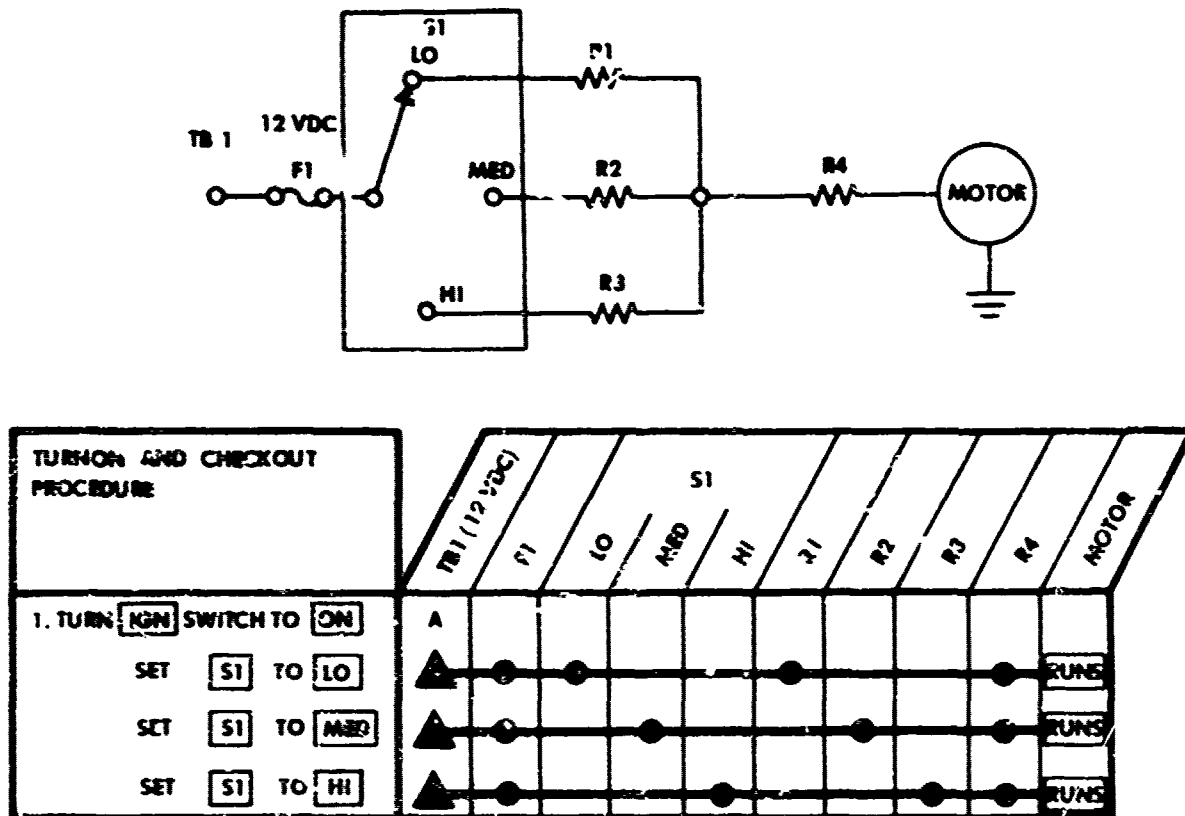 S1
LO
R1
12 VDC
TB 1
F1
MED
R2
R4
MOTOR
HI
R3
TURNON AND CHECKOUT
PROCEDURE
TB1 (12 VDC)
F1
S1
LO
MED
HI
R1
R2
R3
R4
MOTOR
1. TURN IGN SWITCH TO ON
A
SET S1 TO LO
RUNS
SET S1 TO MED
RUNS
SET S1 TO HI
RUNS